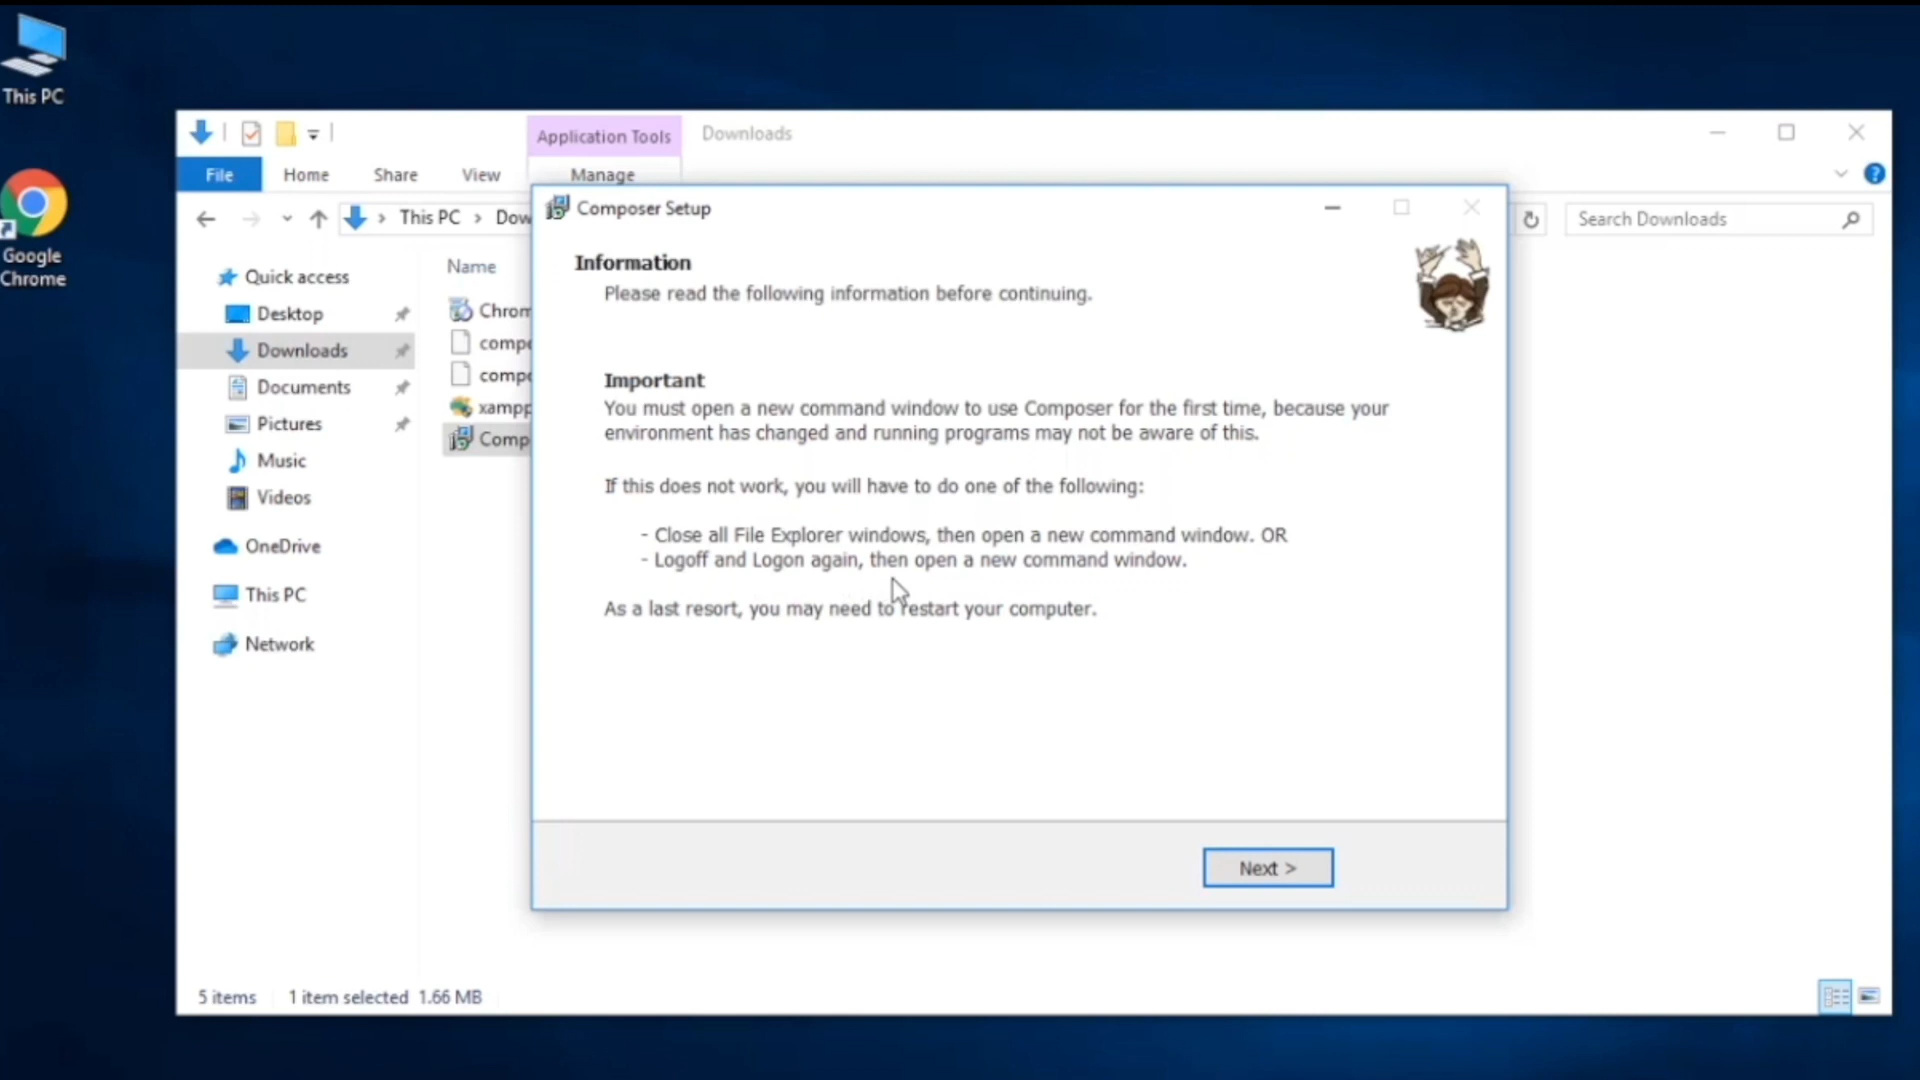 This PC
Google
Chrome
Application Tools
Downloads
File
Home
Share
View
Manage
?
This PC
Search Downloads
Quick access
Desktop
Downloads
Documents
Pictures
Music
Videos
OneDrive
This PC
Network
Name
Composer Setup
Information
Please read the following information before continuing.
Important
You must open a new command window to use Composer for the first time, because your
environment has changed and running programs may not be aware of this.
If this does not work, you will have to do one of the following:
- Close all File Explorer windows, then open a new command window. OR
- Logoff and Logon again, then open a new command window.
As a last resort, you may need to restart your computer.
Next >
5 items
1 item selected 1.66 MB